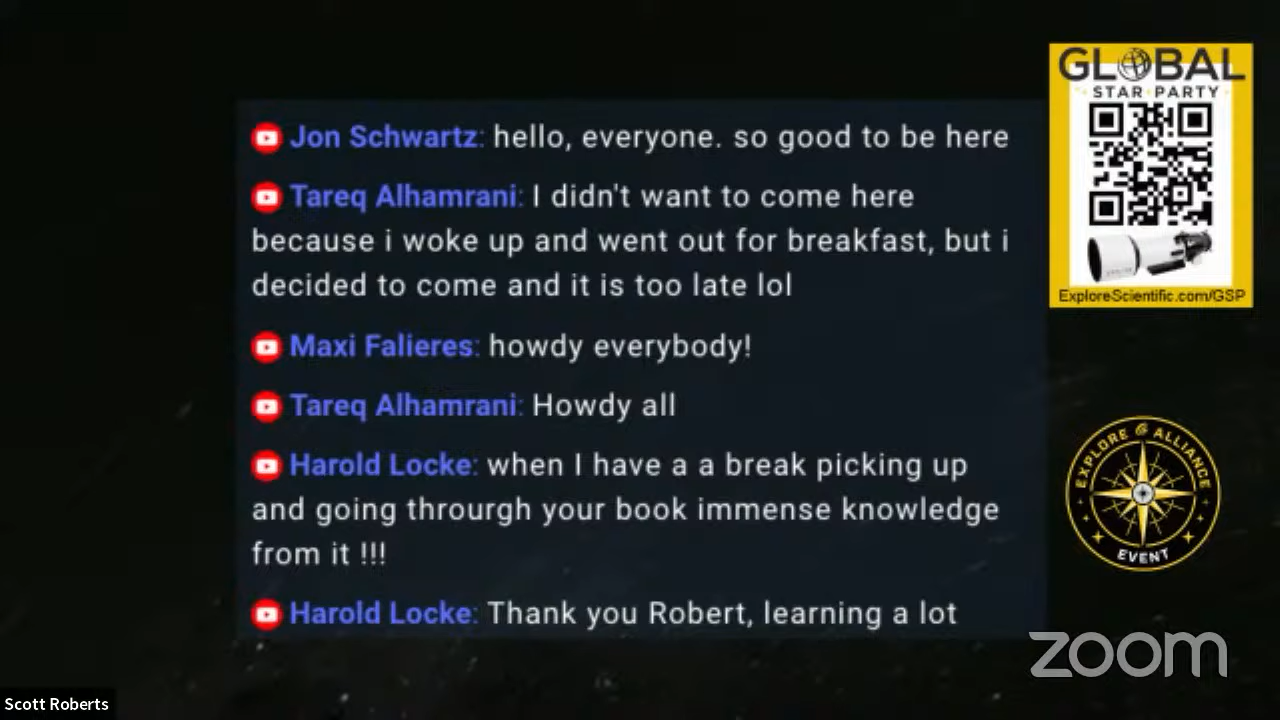 GLOBAL
STAR PARTY
Jon Schwartz: hello, everyone. so good to be here
Tareq Alhamrani: I didn't want to come here
because i woke up and went out for breakfast, but i
decided to come and it is too late lol
ExploreScientific.com/GSP
Maxi Falieres: howdy everybody!
Tareq Alhamrani: Howdy all
Harold Locke: when I have a a break picking up
and going throurgh your book immense knowledge
from it !!!
EXPLORE ALLIANCE
EVENT
Harold Locke: Thank you Robert, learning a lot
zoom
Scott Roberts